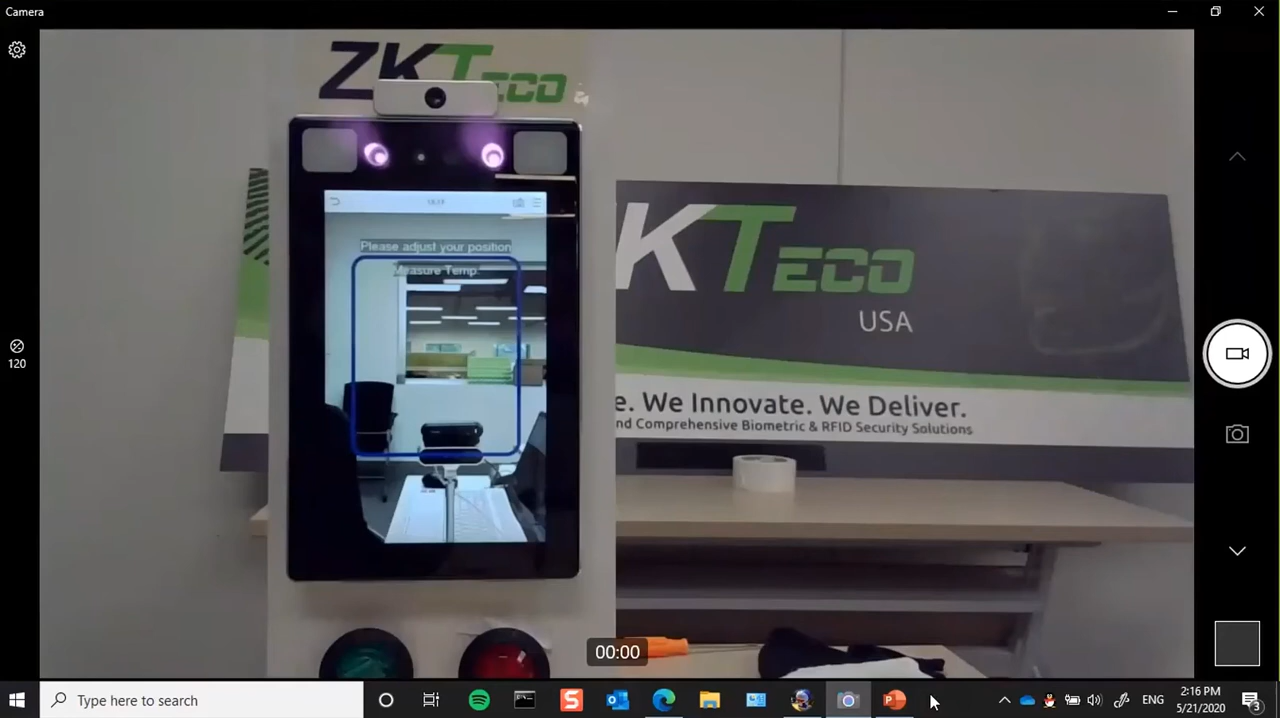 Camera
ZKTeco
Please adjust your position
Measure Temp.
KTECO
USA
e. We Innovate. We Deliver.
nd Comprehensive Biometric & RFID Security Solutions
120
00:00
Type here to search
ENG
2:16 PM
5/21/2020
3